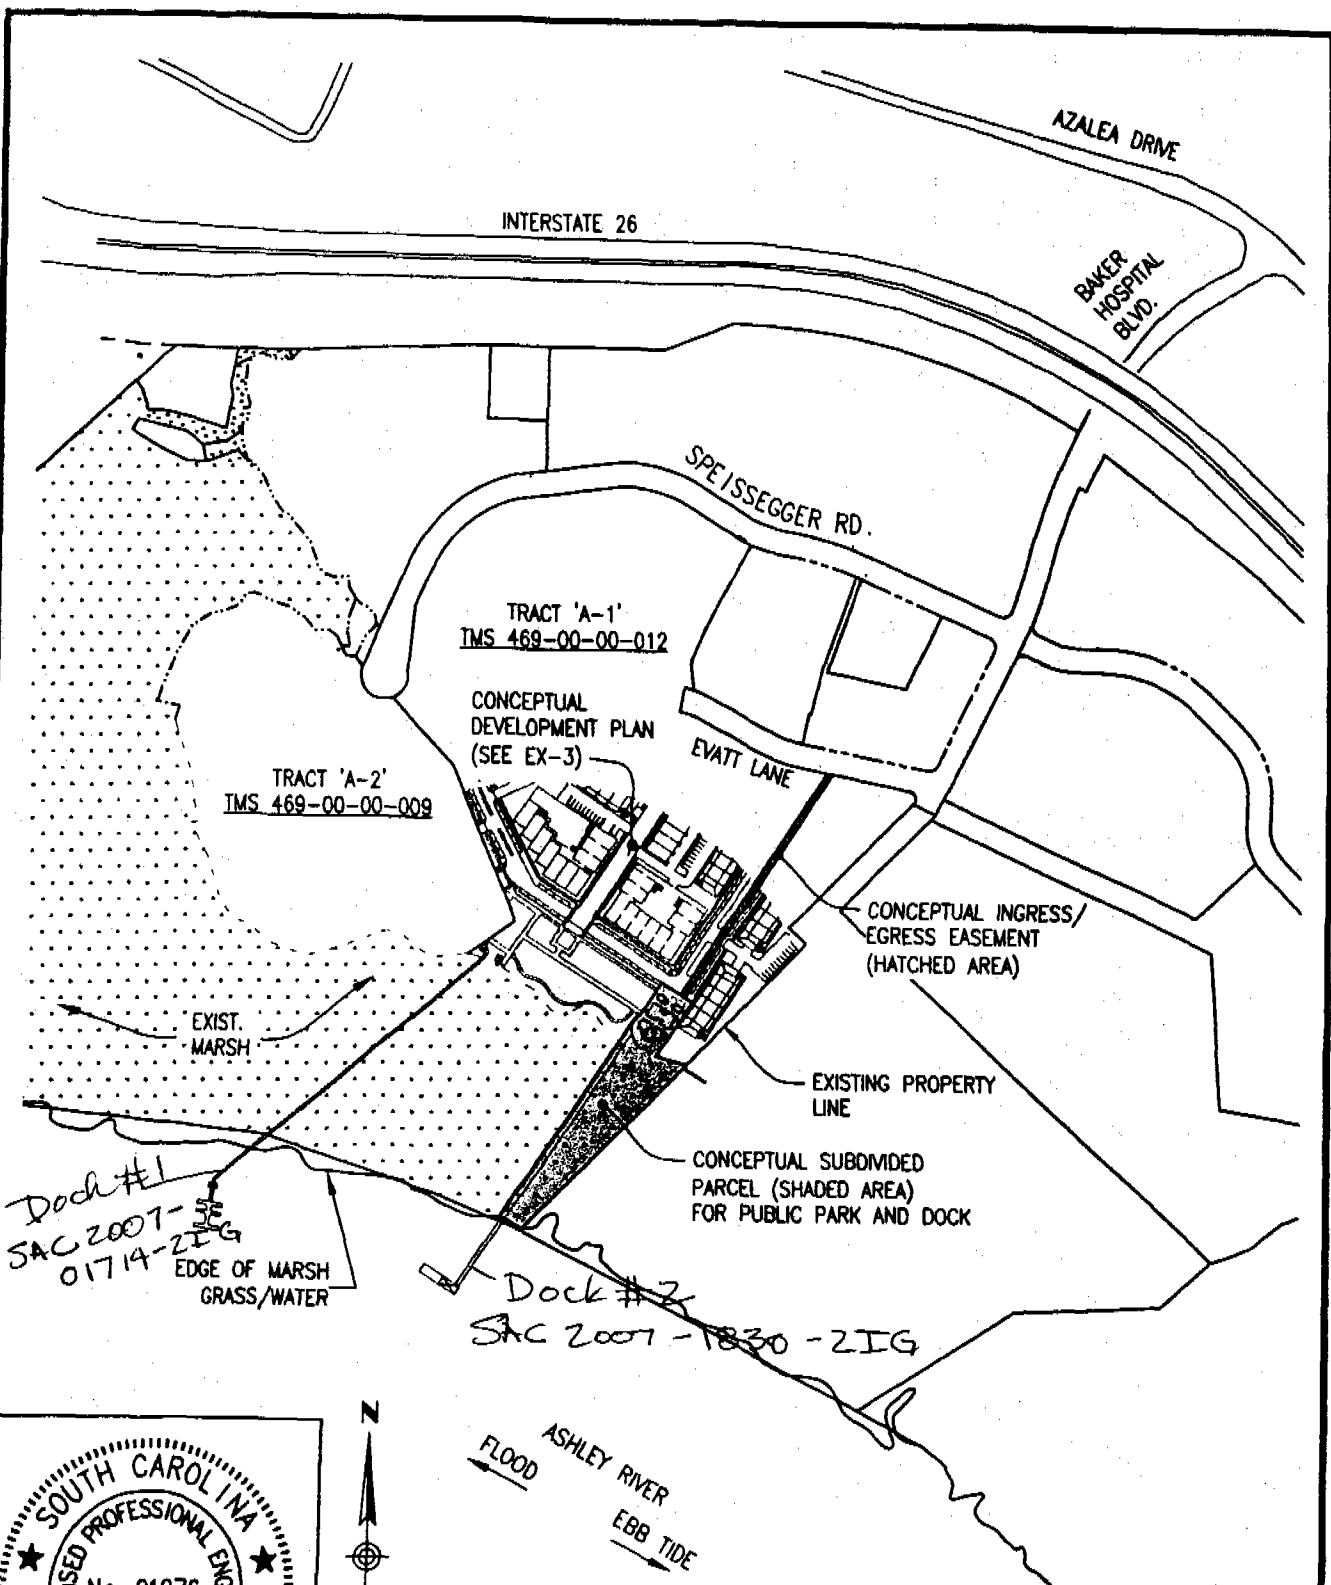 AZALEA DRIVE
INTERSTATE 26
BAKER
HOSPITAL
BLVD.
SPEISSEGGER RD.
TRACT 'A-1'
TMS 469-00-00-012
CONCEPTUAL
DEVELOPMENT PLAN
(SEE EX-3)
EVATT LANE
TRACT 'A-2'
TMS 469-00-00-009
CONCEPTUAL INGRESS/
EGRESS EASEMENT
(HATCHED AREA)
EXIST.
MARSH
EXISTING PROPERTY
LINE
CONCEPTUAL SUBDIVIDED
PARCEL (SHADED AREA)
FOR PUBLIC PARK AND DOCK
Dock #1
SAC 2007-
01714-2IG
EDGE OF MARSH
GRASS/WATER
Dock #2
SAC 2007-1830-2IG
N
FLOOD
ASHLEY RIVER
EBB TIDE
SOUTH CAROLINA
PROFESSIONAL